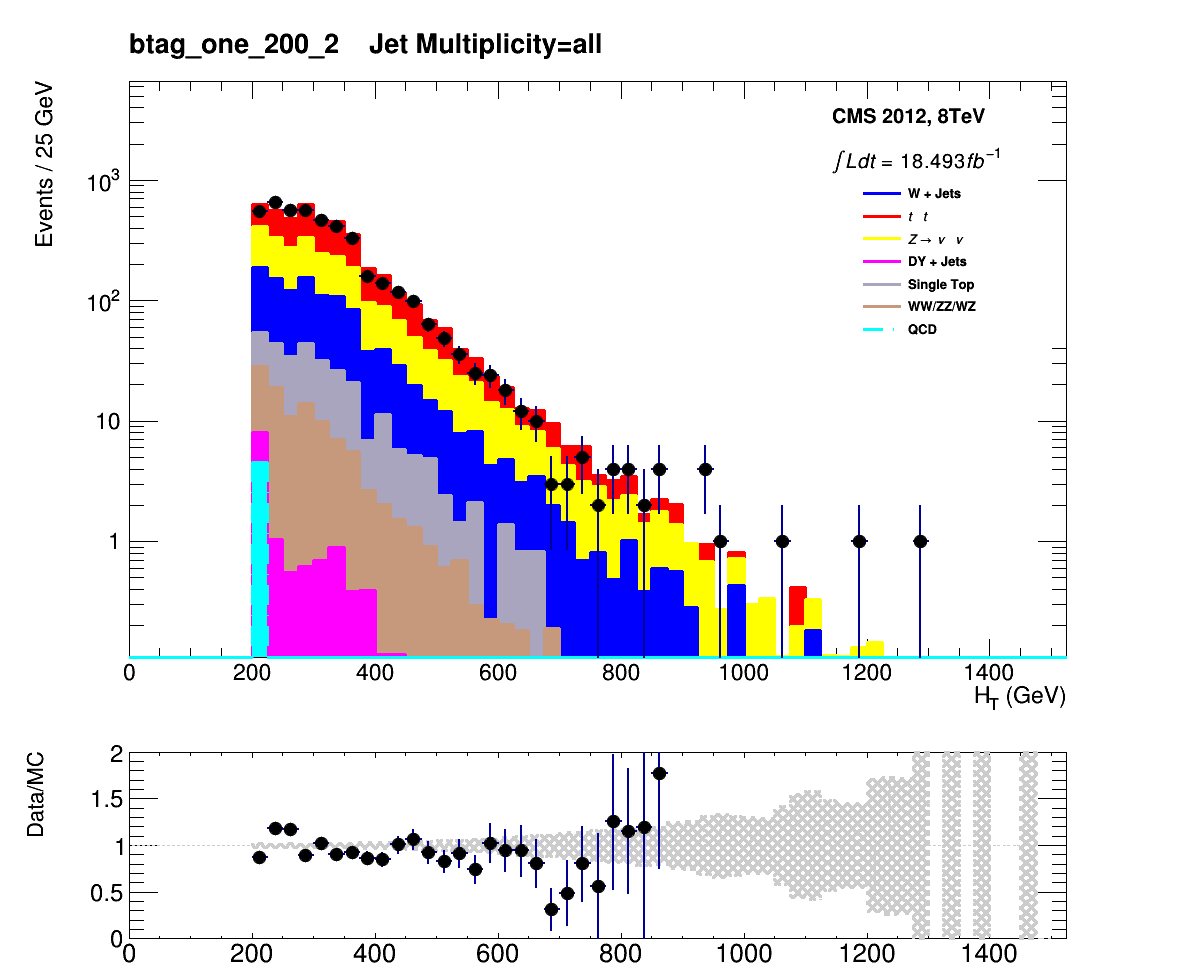 btag_one_200_2 Jet Multiplicity=all
Events / 25 GeV
CMS 2012, 8TeV
∫Ldt = 18.493fb⁻¹
W + Jets
t t
Z→ ν ν
DY + Jets
Single Top
WW/ZZ/WZ
QCD
10³
10²
10
1
0 200 400 600 800 1000 1200 1400
H_T (GeV)
Data/MC
2
1.5
1
0.5
0
0 200 400 600 800 1000 1200 1400